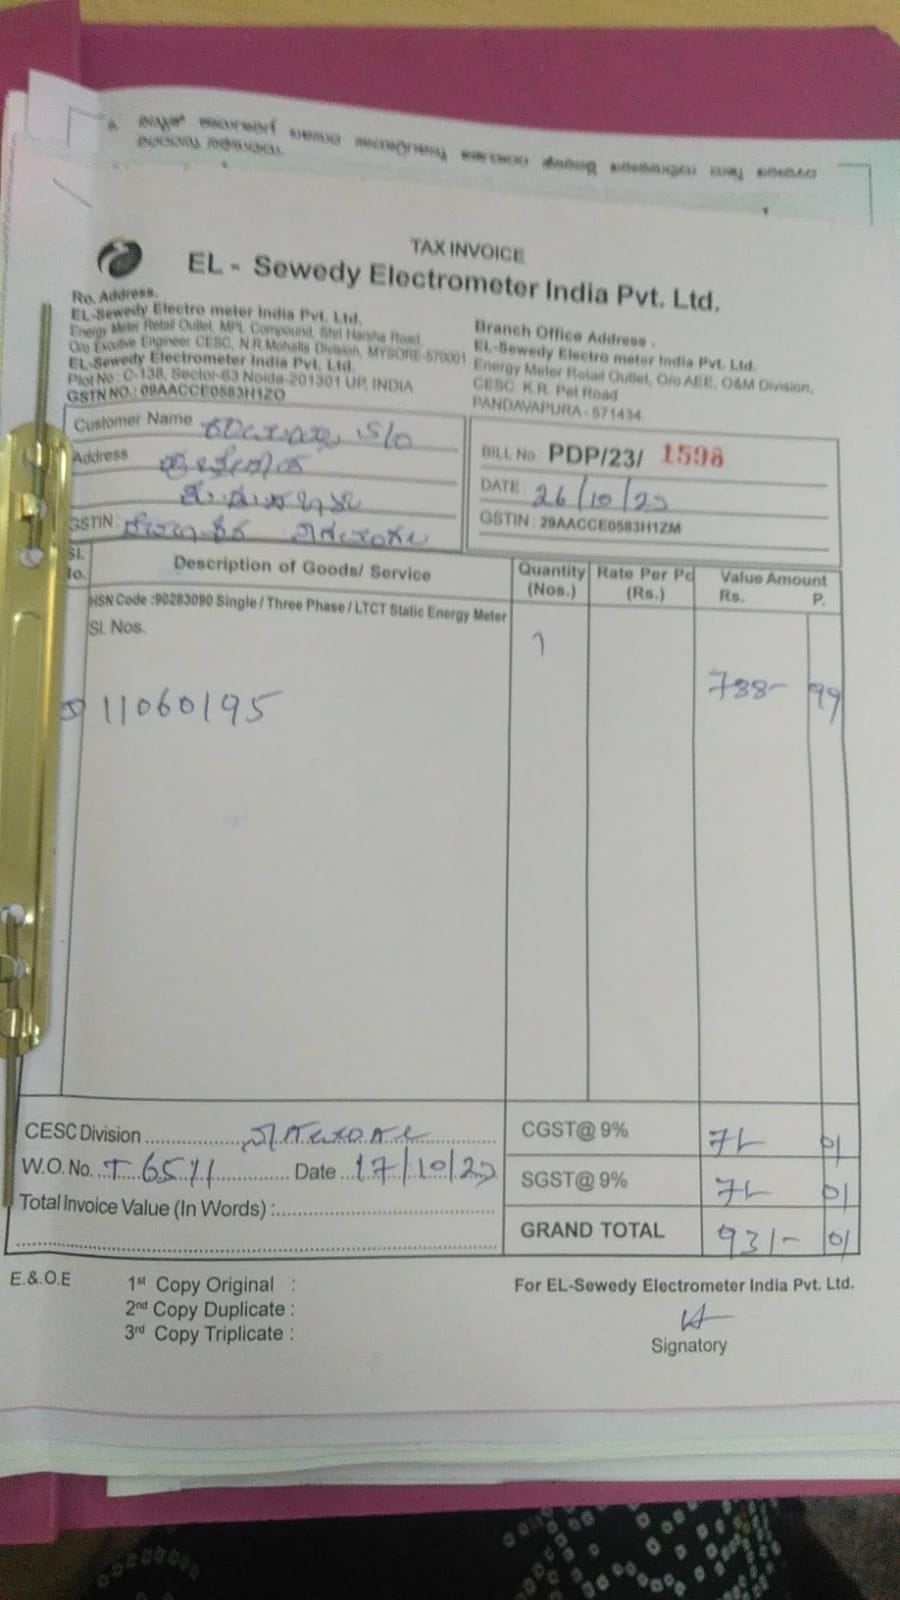 TAX INVOICE
EL - Sewedy Electrometer India Pvt. Ltd.
Ro. Address.
EL-Sewedy Electro meter India Pvt. Ltd.
Energy Meter Retail Outlet, MPL Compound, Shri Harsha Road,
O/o Excutive Engineer CESC, N.R.Mohalla Division, MYSORE-570001
EL-Sewedy Electrometer India Pvt. Ltd.
Plot No : C-138, Sector-63 Noida-201301 UP, INDIA
GSTN NO. : 09AACCE0583H1ZO
Branch Office Address .
EL-Sewedy Electro meter India Pvt. Ltd.
Energy Meter Retail Outlet, O/o AEE, O&M Division,
CESC. K.R. Pet Road
PANDAVAPURA - 571434.
Customer Name S/o
Address
GSTIN :
BILL No PDP/23/ 1598
DATE : 26/10/23
GSTIN : 29AACCE0583H1ZM
Sl. No. Description of Goods/ Service Quantity (Nos.) Rate Per Pc (Rs.) Value Amount Rs. P.
HSN Code :90283090 Single / Three Phase / LTCT Static Energy Meter
Sl. Nos. 1
11060195 788- 99
CESC Division
CGST@ 9% 71- 01
W.O. No. T 6511 Date 17/10/23
SGST@ 9% 71- 01
Total Invoice Value (In Words) :
GRAND TOTAL 931- 01
E.& O.E
1st Copy Original :
2nd Copy Duplicate :
3rd Copy Triplicate :
For EL-Sewedy Electrometer India Pvt. Ltd.
Signatory